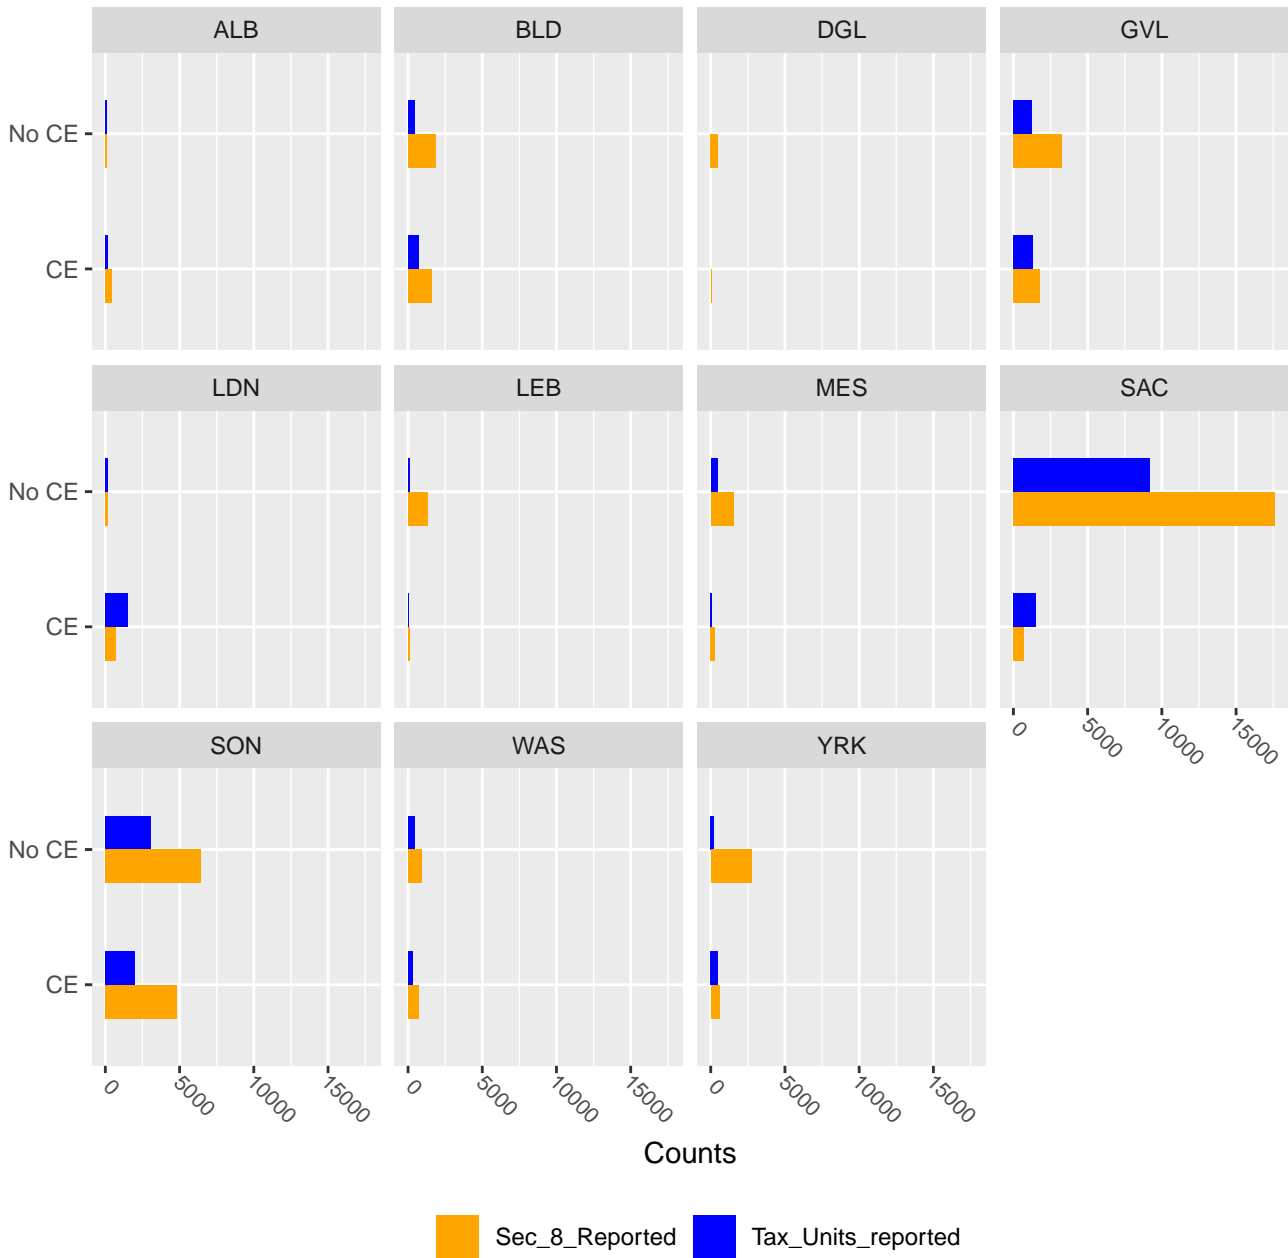 ALB BLD DGL GVL
No CE
CE
LDN LEB MES SAC
No CE
CE
0 5000 10000 15000
SON WAS YRK
No CE
CE
0 5000 10000 15000 0 5000 10000 15000 0 5000 10000 15000
Counts
Sec_8_Reported Tax_Units_reported